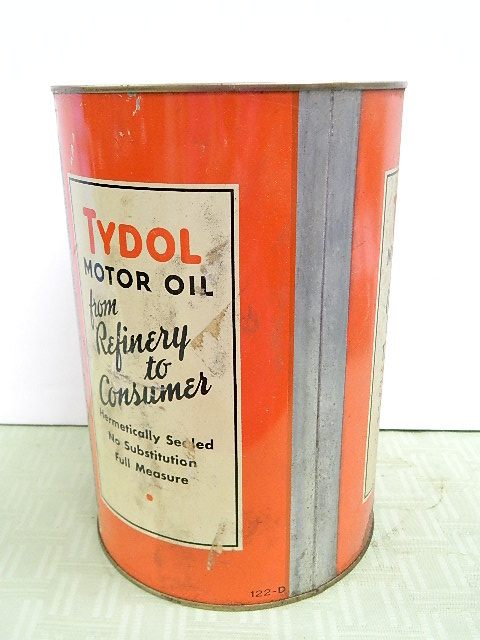 TYDOL
MOTOR OIL
from
Refinery
to
Consumer
Hermetically Sealed
No Substitution
Full Measure
122-D